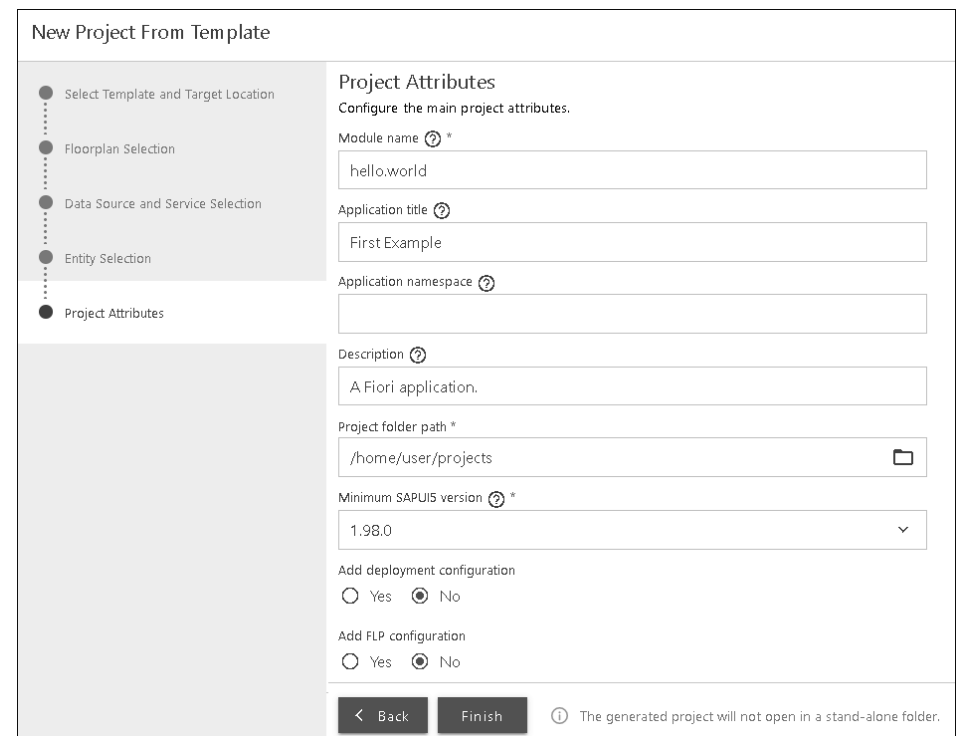 New Project From Template
Select Template and Target Location
Floorplan Selection
Data Source and Service Selection
Entity Selection
Project Attributes
Project Attributes
Configure the main project attributes.
Module name ? *
hello.world
Application title ?
First Example
Application namespace ?
Description ?
A Fiori application.
Project folder path *
/home/user/projects
Minimum SAPUI5 version ? *
1.98.0
Add deployment configuration
Yes No
Add FLP configuration
Yes No
< Back Finish i The generated project will not open in a stand-alone folder.